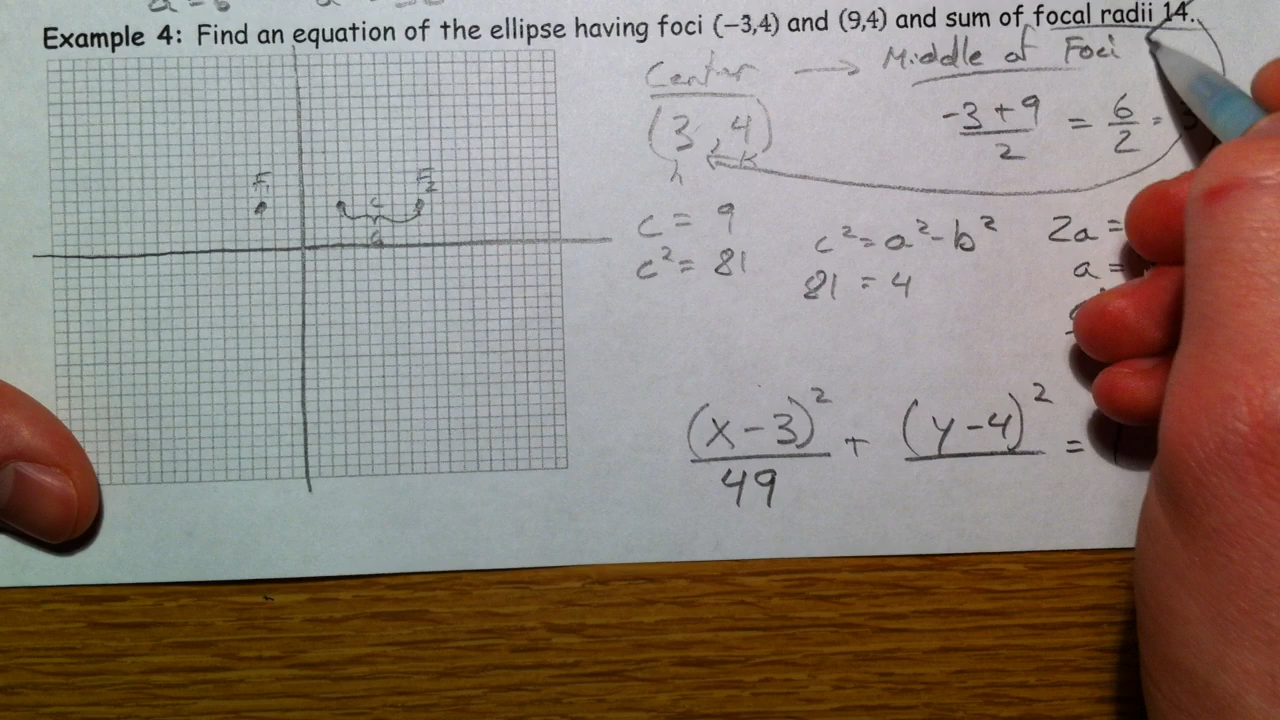 Example 4: Find an equation of the ellipse having foci (−3,4) and (9,4) and sum of focal radii 14.
Center → Middle of Foci
(3, 4)
h k
-3 + 9 / 2 = 6 / 2 =
F1 F2
c
6
c = 9
c² = 81
c² = a² - b²
81 = 4
2a =
a =
(x - 3)² / 49 + (y - 4)² / =